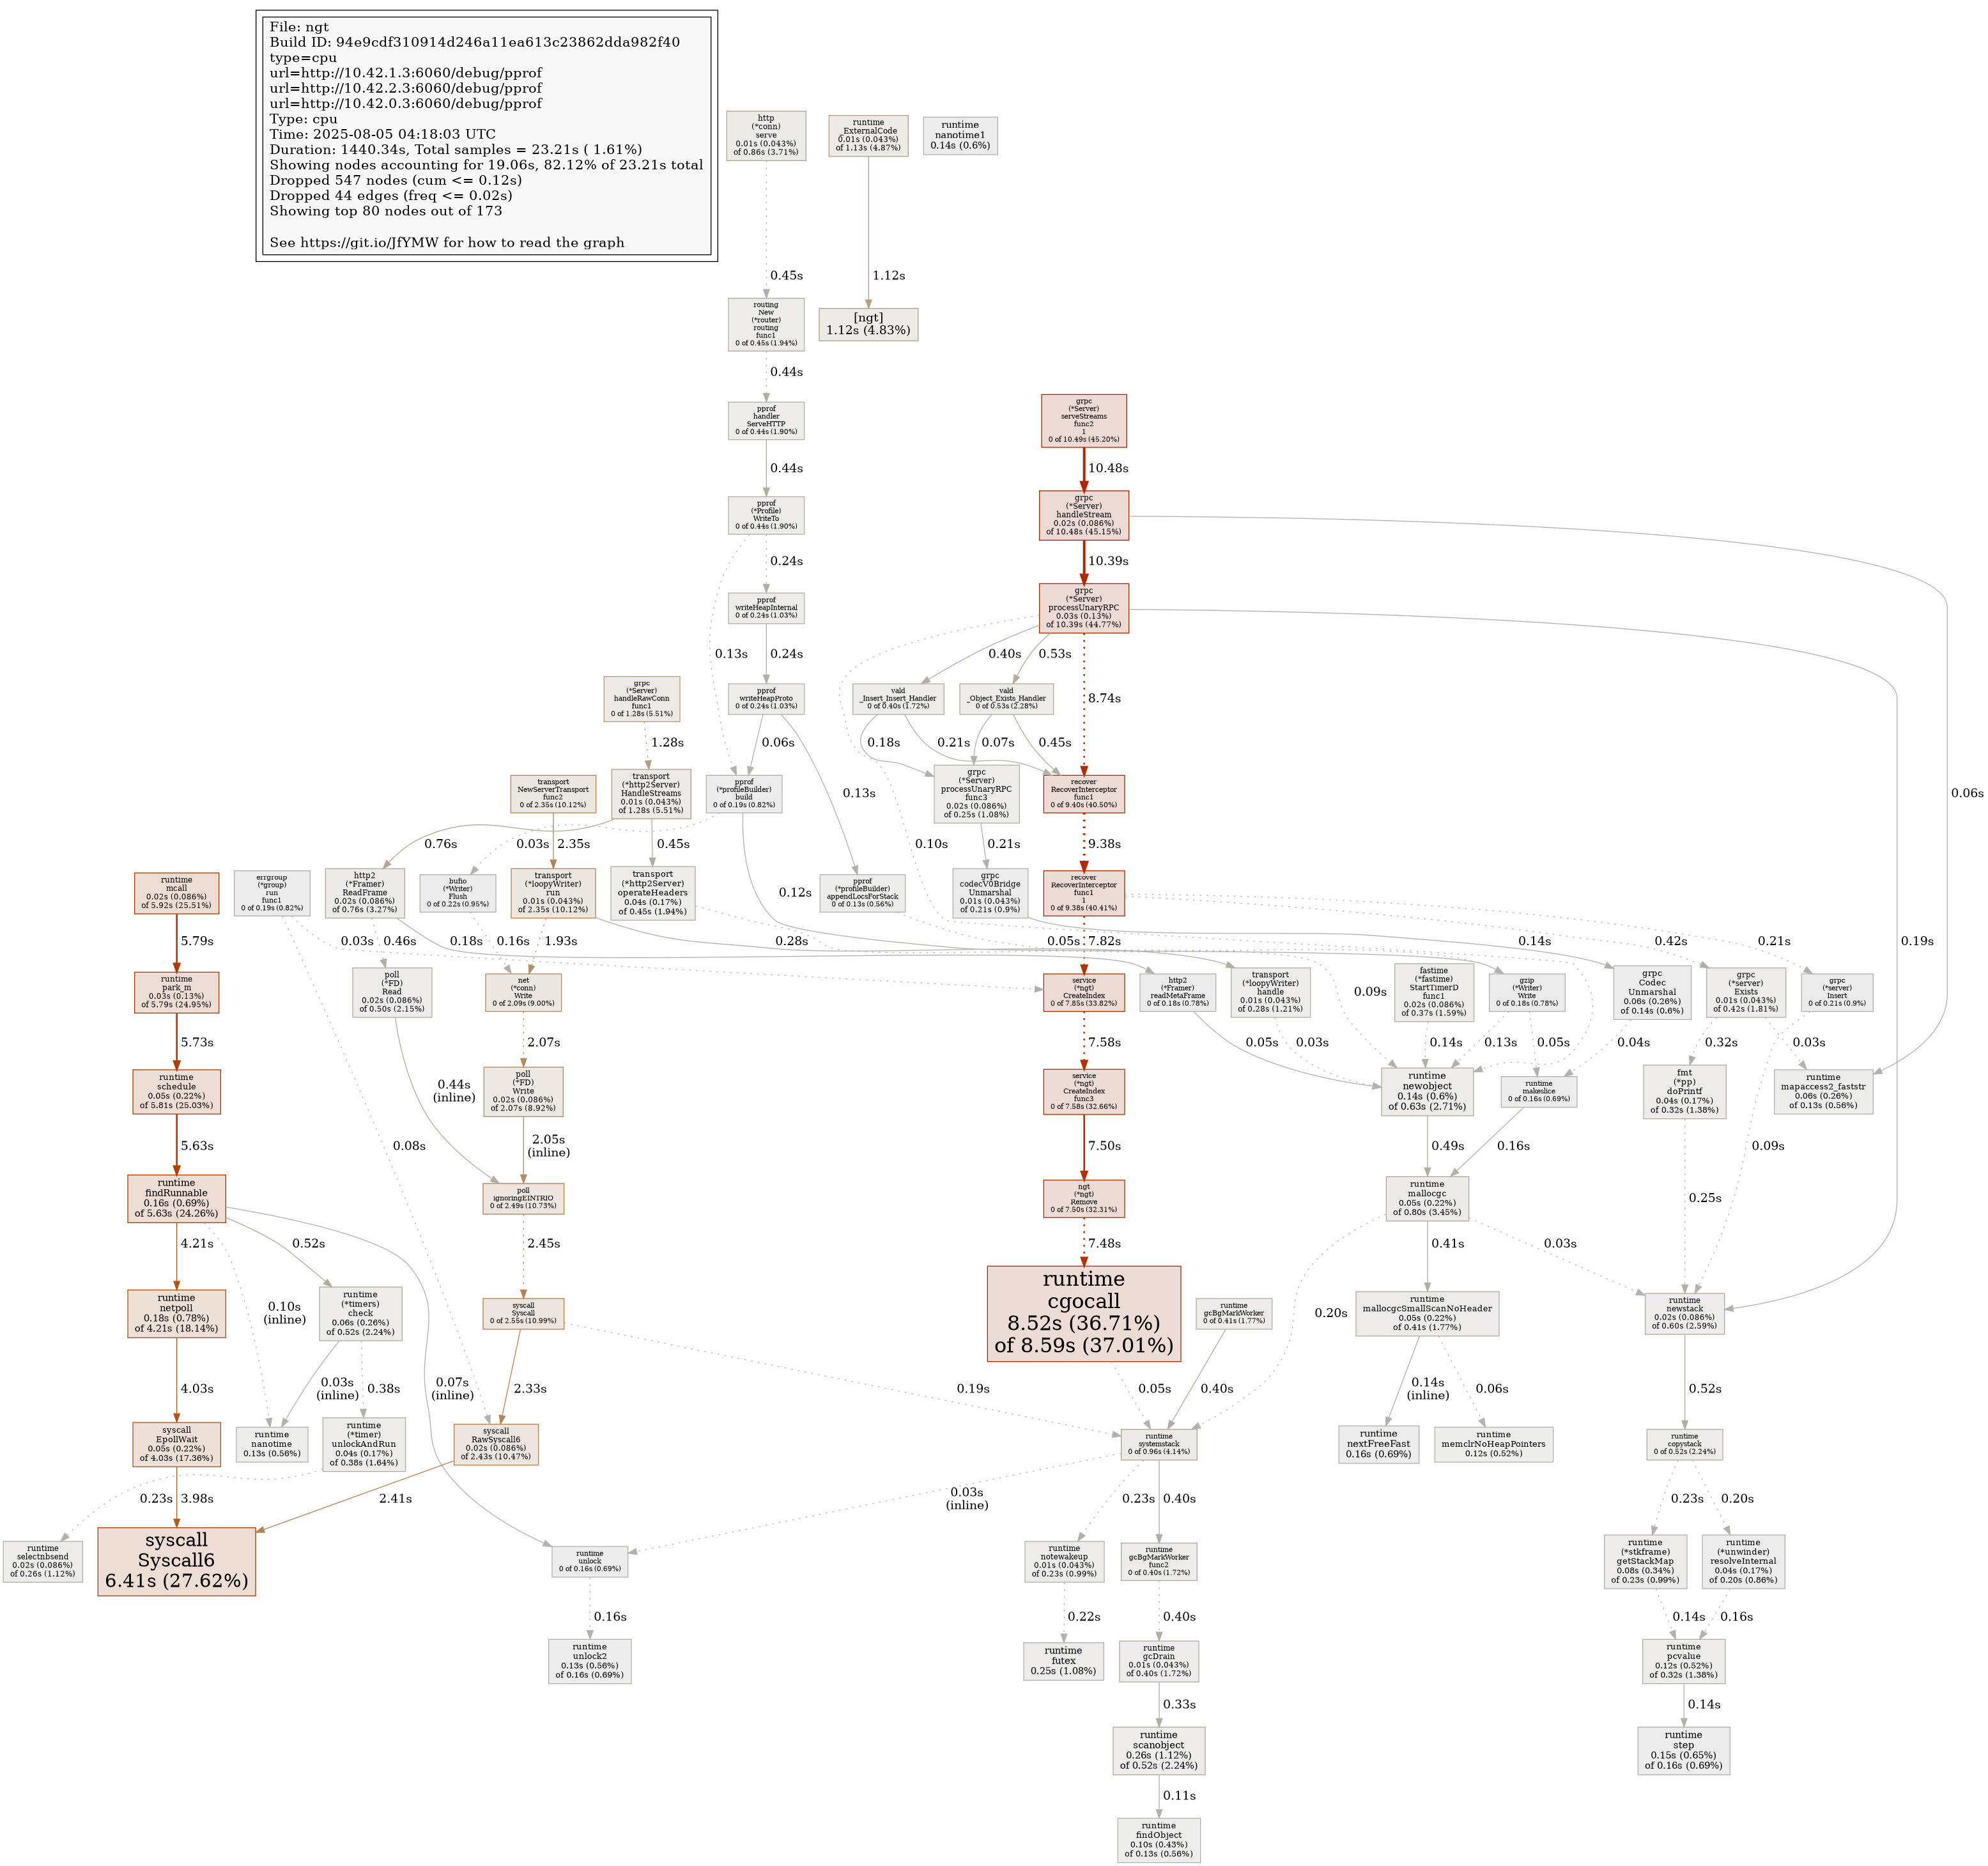 File: ngt
Build ID: 94e9cdf310914d246a11ea613c23862dda982f40
type=cpu
url=http://10.42.1.3:6060/debug/pprof
url=http://10.42.2.3:6060/debug/pprof
url=http://10.42.0.3:6060/debug/pprof
Type: cpu
Time: 2025-08-05 04:18:03 UTC
Duration: 1440.34s, Total samples = 23.21s ( 1.61%)
Showing nodes accounting for 19.06s, 82.12% of 23.21s total
Dropped 547 nodes (cum <= 0.12s)
Dropped 44 edges (freq <= 0.02s)
Showing top 80 nodes out of 173
See https://git.io/JfYMW for how to read the graph
http
(*conn)
serve
0.01s (0.043%)
of 0.86s (3.71%)
runtime
_ExternalCode
0.01s (0.043%)
of 1.13s (4.87%)
runtime
nanotime1
0.14s (0.6%)
0.45s
1.12s
routing
New
(*router)
routing
func1
0 of 0.45s (1.94%)
[ngt]
1.12s (4.83%)
0.44s
pprof
handler
ServeHTTP
0 of 0.44s (1.90%)
grpc
(*Server)
serveStreams
func2
1
0 of 10.49s (45.20%)
0.44s
10.48s
pprof
(*Profile)
WriteTo
0 of 0.44s (1.90%)
grpc
(*Server)
handleStream
0.02s (0.086%)
of 10.48s (45.15%)
0.24s
10.39s
pprof
writeHeapInternal
0 of 0.24s (1.03%)
grpc
(*Server)
processUnaryRPC
0.03s (0.13%)
of 10.39s (44.77%)
0.13s
0.24s
0.40s
0.53s
grpc
(*Server)
handleRawConn
func1
0 of 1.28s (5.51%)
pprof
writeHeapProto
0 of 0.24s (1.03%)
vald
_Insert_Insert_Handler
0 of 0.40s (1.72%)
vald
_Object_Exists_Handler
0 of 0.53s (2.28%)
8.74s
1.28s
0.06s
0.18s
0.21s
0.07s
0.45s
transport
NewServerTransport
func2
0 of 2.35s (10.12%)
transport
(*http2Server)
HandleStreams
0.01s (0.043%)
of 1.28s (5.51%)
pprof
(*profileBuilder)
build
0 of 0.19s (0.82%)
0.13s
grpc
(*Server)
processUnaryRPC
func3
0.02s (0.086%)
of 0.25s (1.08%)
recover
RecoverInterceptor
func1
0 of 9.40s (40.50%)
0.06s
0.76s
0.03s
2.35s
0.45s
0.10s
0.21s
9.38s
runtime
mcall
0.02s (0.086%)
of 5.92s (25.51%)
errgroup
(*group)
run
func1
0 of 0.19s (0.82%)
http2
(*Framer)
ReadFrame
0.02s (0.086%)
of 0.76s (3.27%)
bufio
(*Writer)
Flush
0 of 0.22s (0.95%)
transport
(*loopyWriter)
run
0.01s (0.043%)
of 2.35s (10.12%)
transport
(*http2Server)
operateHeaders
0.04s (0.17%)
of 0.45s (1.94%)
0.12s
pprof
(*profileBuilder)
appendLocsForStack
0 of 0.13s (0.56%)
grpc
codecV0Bridge
Unmarshal
0.01s (0.043%)
of 0.21s (0.9%)
recover
RecoverInterceptor
func1
1
0 of 9.38s (40.41%)
5.79s
0.03s
0.46s
0.18s
0.16s
1.93s
0.28s
0.05s
7.82s
0.14s
0.42s
0.21s
0.19s
runtime
park_m
0.03s (0.13%)
of 5.79s (24.95%)
poll
(*FD)
Read
0.02s (0.086%)
of 0.50s (2.15%)
net
(*conn)
Write
0 of 2.09s (9.00%)
service
(*ngt)
CreateIndex
0 of 7.85s (33.82%)
http2
(*Framer)
readMetaFrame
0 of 0.18s (0.78%)
transport
(*loopyWriter)
handle
0.01s (0.043%)
of 0.28s (1.21%)
0.09s
fastime
(*fastime)
StartTimerD
func1
0.02s (0.086%)
of 0.37s (1.59%)
gzip
(*Writer)
Write
0 of 0.18s (0.78%)
grpc
Codec
Unmarshal
0.06s (0.26%)
of 0.14s (0.6%)
grpc
(*server)
Exists
0.01s (0.043%)
of 0.42s (1.81%)
grpc
(*server)
Insert
0 of 0.21s (0.9%)
5.73s
2.07s
7.58s
0.05s
0.03s
0.14s
0.13s
0.05s
0.04s
0.32s
0.03s
runtime
schedule
0.05s (0.22%)
of 5.81s (25.03%)
0.44s
(inline)
poll
(*FD)
Write
0.02s (0.086%)
of 2.07s (8.92%)
service
(*ngt)
CreateIndex
func3
0 of 7.58s (32.66%)
runtime
newobject
0.14s (0.6%)
of 0.63s (2.71%)
runtime
makeslice
0 of 0.16s (0.69%)
fmt
(*pp)
doPrintf
0.04s (0.17%)
of 0.32s (1.38%)
runtime
mapaccess2_faststr
0.06s (0.26%)
of 0.13s (0.56%)
5.63s
0.08s
2.05s
(inline)
7.50s
0.49s
0.16s
0.09s
runtime
findRunnable
0.16s (0.69%)
of 5.63s (24.26%)
poll
ignoringEINTRIO
0 of 2.49s (10.73%)
ngt
(*ngt)
Remove
0 of 7.50s (32.31%)
runtime
mallocgc
0.05s (0.22%)
of 0.80s (3.45%)
0.25s
4.21s
0.52s
2.45s
7.48s
0.41s
0.03s
runtime
netpoll
0.18s (0.78%)
of 4.21s (18.14%)
0.10s
(inline)
runtime
(*timers)
check
0.06s (0.26%)
of 0.52s (2.24%)
syscall
Syscall
0 of 2.55s (10.99%)
runtime
cgocall
8.52s (36.71%)
of 8.59s (37.01%)
runtime
gcBgMarkWorker
0 of 0.41s (1.77%)
0.20s
runtime
mallocgcSmallScanNoHeader
0.05s (0.22%)
of 0.41s (1.77%)
runtime
newstack
0.02s (0.086%)
of 0.60s (2.59%)
4.03s
0.03s
(inline)
0.38s
0.07s
(inline)
2.33s
0.19s
0.05s
0.40s
0.14s
(inline)
0.06s
0.52s
syscall
EpollWait
0.05s (0.22%)
of 4.03s (17.36%)
runtime
nanotime
0.13s (0.56%)
runtime
(*timer)
unlockAndRun
0.04s (0.17%)
of 0.38s (1.64%)
syscall
RawSyscall6
0.02s (0.086%)
of 2.43s (10.47%)
runtime
systemstack
0 of 0.96s (4.14%)
runtime
nextFreeFast
0.16s (0.69%)
runtime
memclrNoHeapPointers
0.12s (0.52%)
runtime
copystack
0 of 0.52s (2.24%)
0.23s
3.98s
2.41s
0.03s
(inline)
0.23s
0.40s
0.23s
0.20s
runtime
selectnbsend
0.02s (0.086%)
of 0.26s (1.12%)
syscall
Syscall6
6.41s (27.62%)
runtime
unlock
0 of 0.16s (0.69%)
runtime
notewakeup
0.01s (0.043%)
of 0.23s (0.99%)
runtime
gcBgMarkWorker
func2
0 of 0.40s (1.72%)
runtime
(*stkframe)
getStackMap
0.08s (0.34%)
of 0.23s (0.99%)
runtime
(*unwinder)
resolveInternal
0.04s (0.17%)
of 0.20s (0.86%)
0.16s
0.22s
0.40s
0.14s
0.16s
runtime
unlock2
0.13s (0.56%)
of 0.16s (0.69%)
runtime
futex
0.25s (1.08%)
runtime
gcDrain
0.01s (0.043%)
of 0.40s (1.72%)
runtime
pcvalue
0.12s (0.52%)
of 0.32s (1.38%)
0.33s
0.14s
runtime
scanobject
0.26s (1.12%)
of 0.52s (2.24%)
runtime
step
0.15s (0.65%)
of 0.16s (0.69%)
0.11s
runtime
findObject
0.10s (0.43%)
of 0.13s (0.56%)